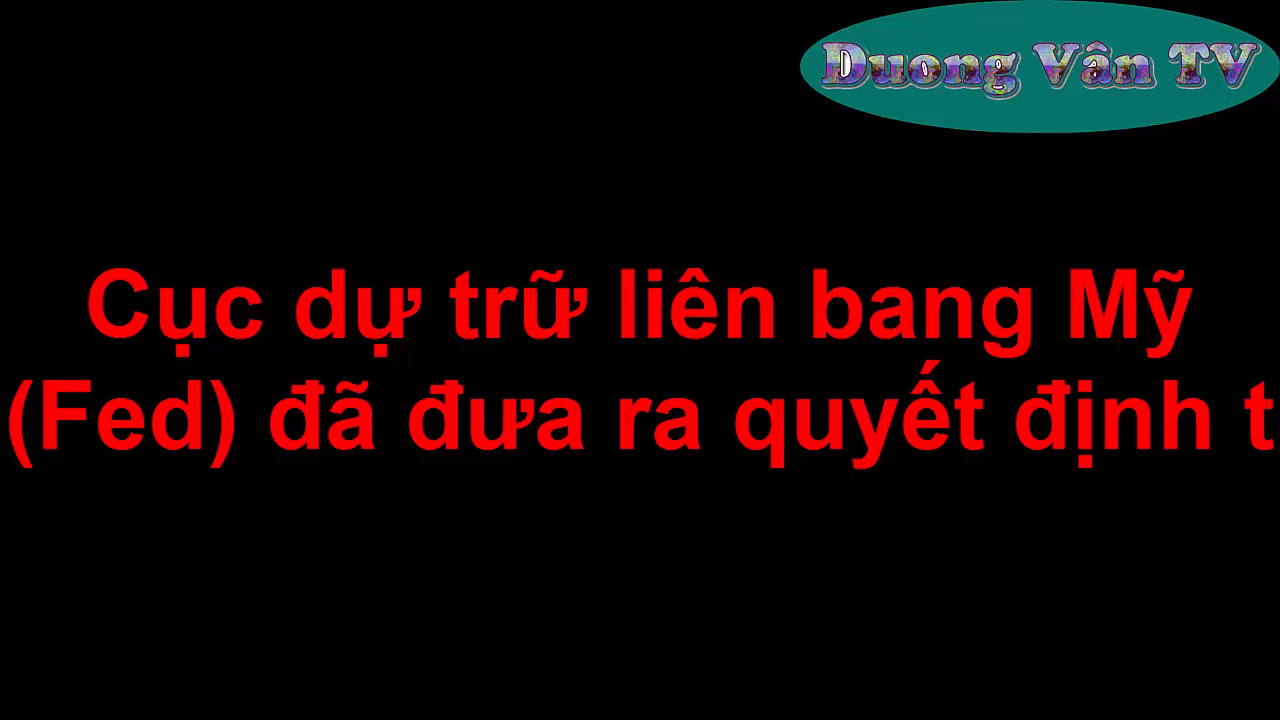 Duong Vân TV
Cục dự trữ liên bang Mỹ
(Fed) đã đưa ra quyết định t